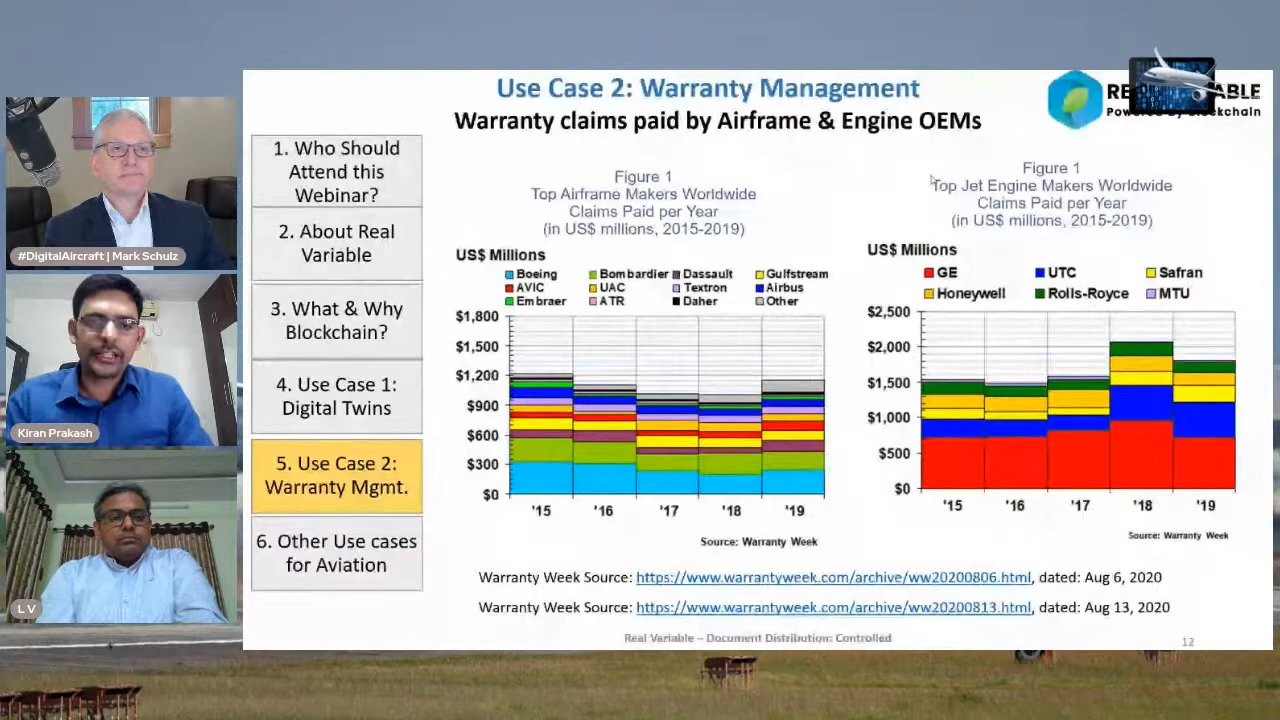 Use Case 2: Warranty Management
Warranty claims paid by Airframe & Engine OEMs
Powered by Blockchain
#DigitalAircraft | Mark Schulz
Kiran Prakash
L V
1. Who Should
Attend this
Webinar?
2. About Real
Variable
3. What & Why
Blockchain?
4. Use Case 1:
Digital Twins
5. Use Case 2:
Warranty Mgmt.
6. Other Use cases
for Aviation
Figure 1
Top Airframe Makers Worldwide
Claims Paid per Year
(in US$ millions, 2015-2019)
US$ Millions
Boeing Bombardier Dassault Gulfstream
AVIC UAC Textron Airbus
Embraer ATR Daher Other
$1,800
$1,500
$1,200
$900
$600
$300
$0
'15 '16 '17 '18 '19
Source: Warranty Week
Figure 1
Top Jet Engine Makers Worldwide
Claims Paid per Year
(in US$ millions, 2015-2019)
US$ Millions
GE UTC Safran
Honeywell Rolls-Royce MTU
$2,500
$2,000
$1,500
$1,000
$500
$0
'15 '16 '17 '18 '19
Source: Warranty Week
Warranty Week Source: https://www.warrantyweek.com/archive/ww20200806.html, dated: Aug 6, 2020
Warranty Week Source: https://www.warrantyweek.com/archive/ww20200813.html, dated: Aug 13, 2020
Real Variable – Document Distribution: Controlled
12